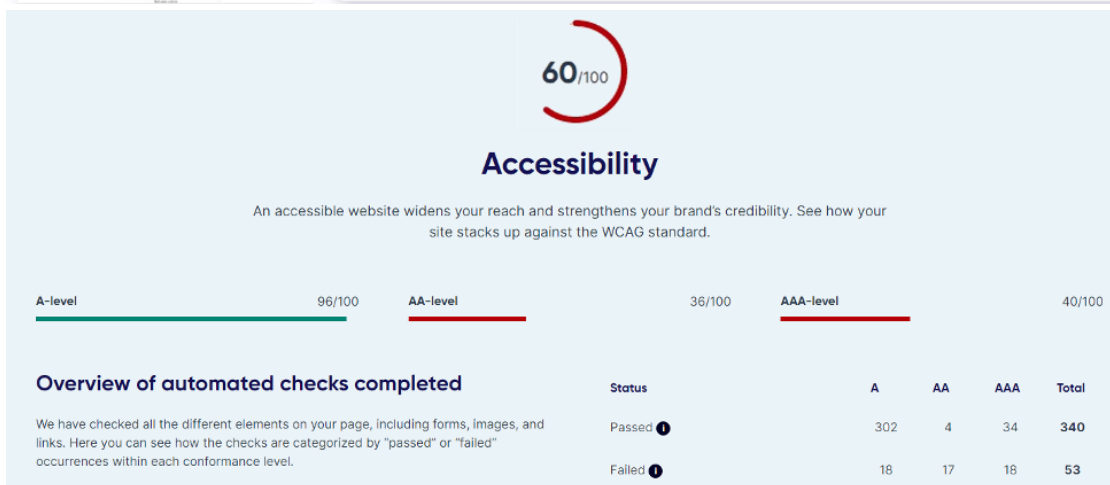 60/100
Accessibility
An accessible website widens your reach and strengthens your brand's credibility. See how your
site stacks up against the WCAG standard.
A-level 96/100 AA-level 36/100 AAA-level 40/100
Overview of automated checks completed
We have checked all the different elements on your page, including forms, images, and
links. Here you can see how the checks are categorized by "passed" or "failed"
occurrences within each conformance level.
Status A AA AAA Total
Passed i 302 4 34 340
Failed i 18 17 18 53